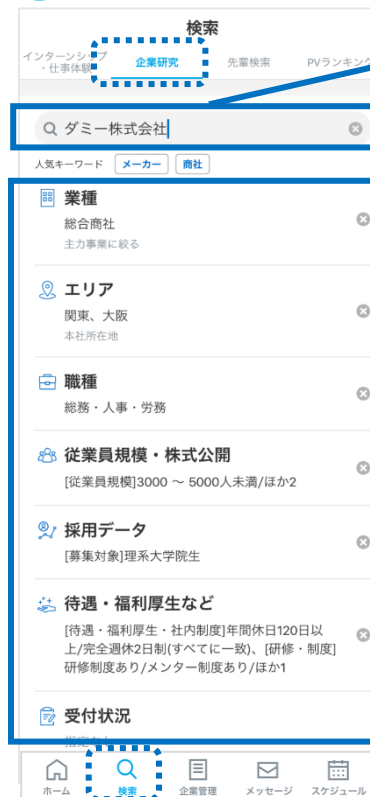 検索
インターンシップ
・仕事体験
企業研究
先輩検索
PVランキング
ダミー株式会社
人気キーワード メーカー 商社
業種
総合商社
主力事業に絞る
エリア
関東、大阪
本社所在地
職種
総務・人事・労務
従業員規模・株式公開
[従業員規模]3000 ～ 5000人未満/ほか2
採用データ
[募集対象]理系大学院生
待遇・福利厚生など
[待遇・福利厚生・社内制度]年間休日120日以
上/完全週休2日制(すべてに一致)、[研修・制度]
研修制度あり/メンター制度あり/ほか1
受付状況
ホーム 検索 企業管理 メッセージ スケジュール